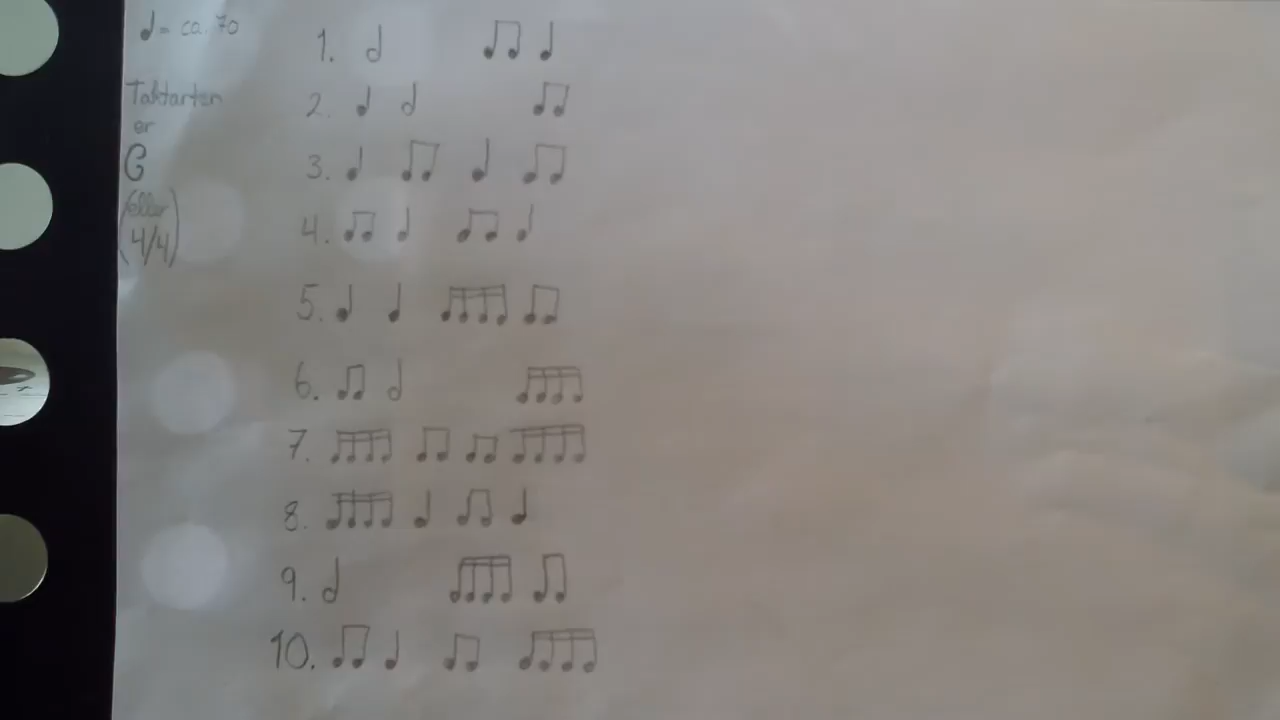 ♩= ca. 70
Taktarten
er
C
(eller
4/4)
1. 𝅗𝅥 ♫ ♩
2. ♩ 𝅗𝅥 ♫
3. ♩ ♫ ♩ ♫
4. ♫ ♩ ♫ ♩
5. ♩ ♩ ♬♬ ♫
6. ♫ 𝅗𝅥 ♬♬
7. ♬♬ ♫ ♫ ♬♬
8. ♬♬ ♩ ♫ ♩
9. 𝅗𝅥 ♬♬ ♫
10. ♫ ♩ ♫ ♬♬